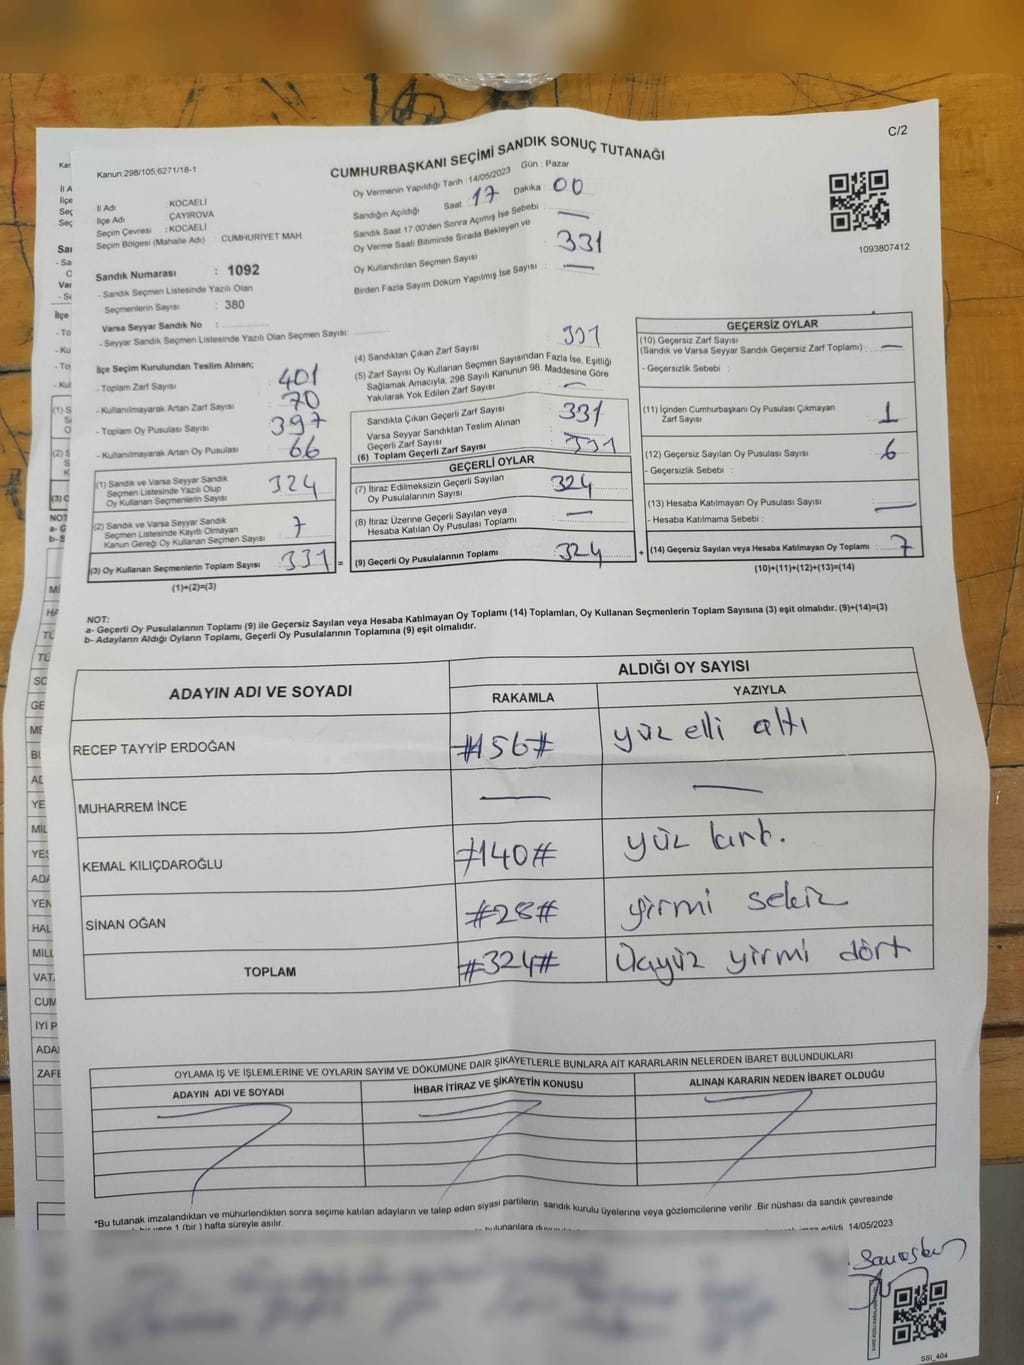 C/2
Kanun:298/105,6271/18-1
CUMHURBAŞKANI SEÇİMİ SANDIK SONUÇ TUTANAĞI
İl Adı : KOCAELİ
İlçe Adı : ÇAYIROVA
Seçim Çevresi : KOCAELİ
Seçim Bölgesi (Mahalle Adı) : CUMHURİYET MAH.
Sandık Numarası : 1092
- Sandık Seçmen Listesinde Yazılı Olan
Seçmenlerin Sayısı : 380
Varsa Seyyar Sandık No :
- Seyyar Sandık Seçmen Listesinde Yazılı Olan Seçmen Sayısı:
Oy Vermenin Yapıldığı Tarih : 14/05/2023 Gün : Pazar
Sandığın Açıldığı Saat : 17 Dakika : 00
Sandık Saat 17:00'den Sonra Açılmış İse Sebebi : —
Oy Verme Saati Bitiminde Sırada Bekleyen ve
Oy Kullandırılan Seçmen Sayısı : 331
Birden Fazla Sayım Döküm Yapılmış İse Sayısı : —
1093807412
İlçe Seçim Kurulundan Teslim Alınan;
- Toplam Zarf Sayısı : 401
- Kullanılmayarak Artan Zarf Sayısı : 70
- Toplam Oy Pusulası Sayısı : 397
- Kullanılmayarak Artan Oy Pusulası : 66
(1) Sandık ve Varsa Seyyar Sandık
Seçmen Listesinde Yazılı Olup
Oy Kullanan Seçmenlerin Sayısı : 324
(2) Sandık ve Varsa Seyyar Sandık
Seçmen Listesinde Kayıtlı Olmayan
Kanun Gereği Oy Kullanan Seçmen Sayısı : 7
(3) Oy Kullanan Seçmenlerin Toplam Sayısı : 331 =
(1)+(2)=(3)
(4) Sandıktan Çıkan Zarf Sayısı : 331
(5) Zarf Sayısı Oy Kullanan Seçmen Sayısından Fazla İse, Eşitliği
Sağlamak Amacıyla, 298 Sayılı Kanunun 98. Maddesine Göre
Yakılarak Yok Edilen Zarf Sayısı : —
Sandıkta Çıkan Geçerli Zarf Sayısı : 331
Varsa Seyyar Sandıktan Teslim Alınan
Geçerli Zarf Sayısı
(6) Toplam Geçerli Zarf Sayısı : 331
GEÇERLİ OYLAR
(7) İtiraz Edilmeksizin Geçerli Sayılan
Oy Pusulalarının Sayısı : 324
(8) İtiraz Üzerine Geçerli Sayılan veya
Hesaba Katılan Oy Pusulası Toplamı : —
(9) Geçerli Oy Pusulalarının Toplamı : 324 +
GEÇERSİZ OYLAR
(10) Geçersiz Zarf Sayısı
(Sandık ve Varsa Seyyar Sandık Geçersiz Zarf Toplamı) : —
- Geçersizlik Sebebi :
(11) İçinden Cumhurbaşkanı Oy Pusulası Çıkmayan
Zarf Sayısı : 1
(12) Geçersiz Sayılan Oy Pusulası Sayısı : 6
- Geçersizlik Sebebi :
(13) Hesaba Katılmayan Oy Pusulası Sayısı : —
- Hesaba Katılmama Sebebi :
(14) Geçersiz Sayılan veya Hesaba Katılmayan Oy Toplamı : 7
(10)+(11)+(12)+(13)=(14)
NOT:
a- Geçerli Oy Pusulalarının Toplamı (9) ile Geçersiz Sayılan veya Hesaba Katılmayan Oy Toplamı (14) Toplamları, Oy Kullanan Seçmenlerin Toplam Sayısına (3) eşit olmalıdır. (9)+(14)=(3)
b- Adayların Aldığı Oyların Toplamı, Geçerli Oy Pusulalarının Toplamına (9) eşit olmalıdır.
ADAYIN ADI VE SOYADI
ALDIĞI OY SAYISI
RAKAMLA YAZIYLA
RECEP TAYYİP ERDOĞAN #156# yüz elli altı
MUHARREM İNCE — —
KEMAL KILIÇDAROĞLU #140# yüz kırk.
SİNAN OĞAN #28# yirmi sekiz
TOPLAM #324# Üçyüz yirmi dört
OYLAMA İŞ VE İŞLEMLERİNE VE OYLARIN SAYIM VE DÖKÜMÜNE DAİR ŞİKAYETLERLE BUNLARA AİT KARARLARIN NELERDEN İBARET BULUNDUKLARI
ADAYIN ADI VE SOYADI İHBAR İTİRAZ VE ŞİKAYETİN KONUSU ALINAN KARARIN NEDEN İBARET OLDUĞU
*Bu tutanak imzalandıktan ve mühürlendikten sonra seçime katılan adayların ve talep eden siyasi partilerin sandık kurulu üyelerine veya gözlemcilerine verilir. Bir nüshası da sandık çevresinde
1 (bir) hafta süreyle asılır.
imza edildi 14/05/2023
SSI_404